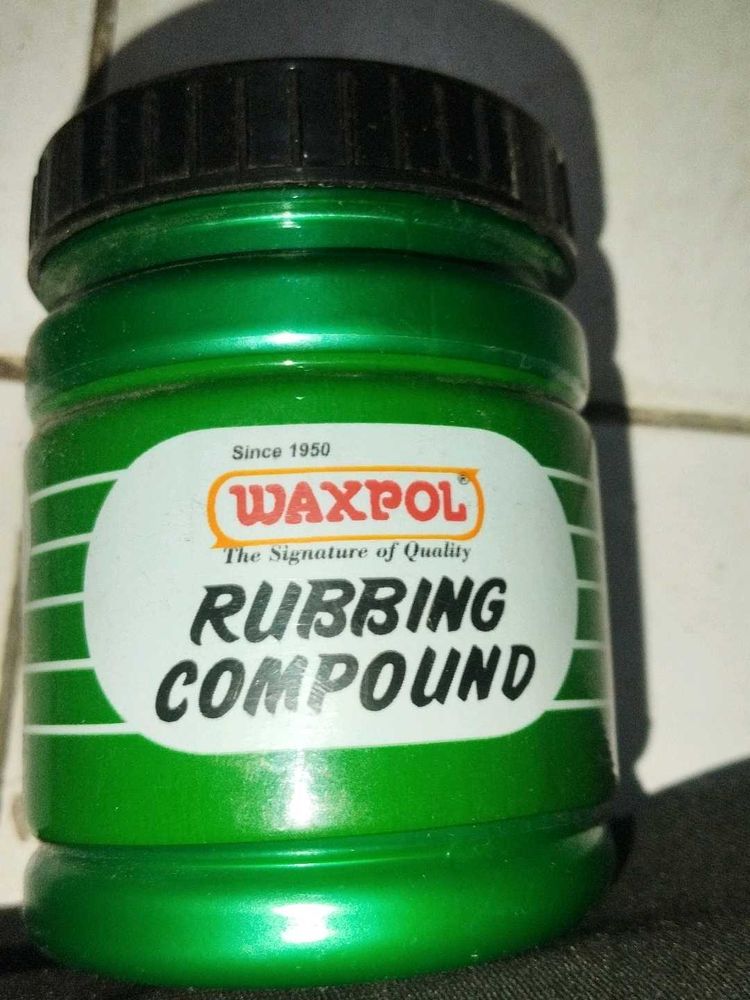 Since 1950
WAXPOL®
The Signature of Quality
RUBBING
COMPOUND